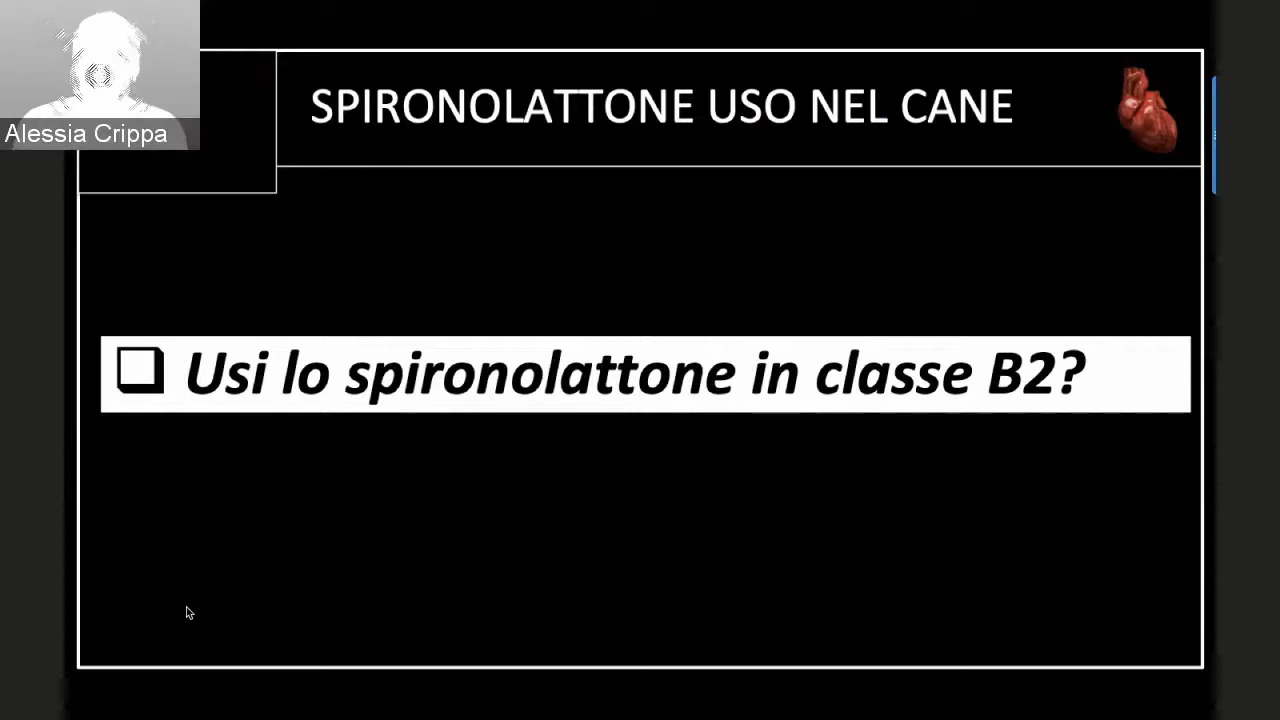 Alessia Crippa
SPIRONOLATTONE USO NEL CANE
Usi lo spironolattone in classe B2?